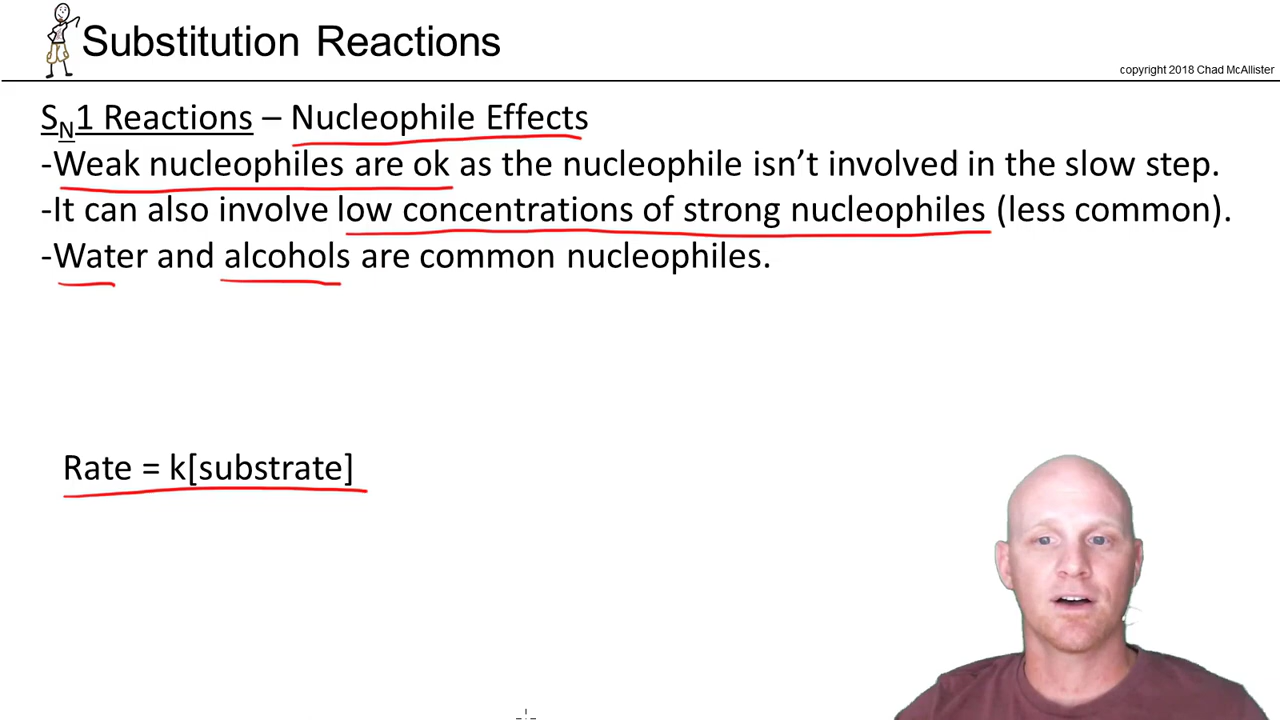 Substitution Reactions
copyright 2018 Chad McAllister
SN1 Reactions – Nucleophile Effects
-Weak nucleophiles are ok as the nucleophile isn’t involved in the slow step.
-It can also involve low concentrations of strong nucleophiles (less common).
-Water and alcohols are common nucleophiles.
Rate = k[substrate]